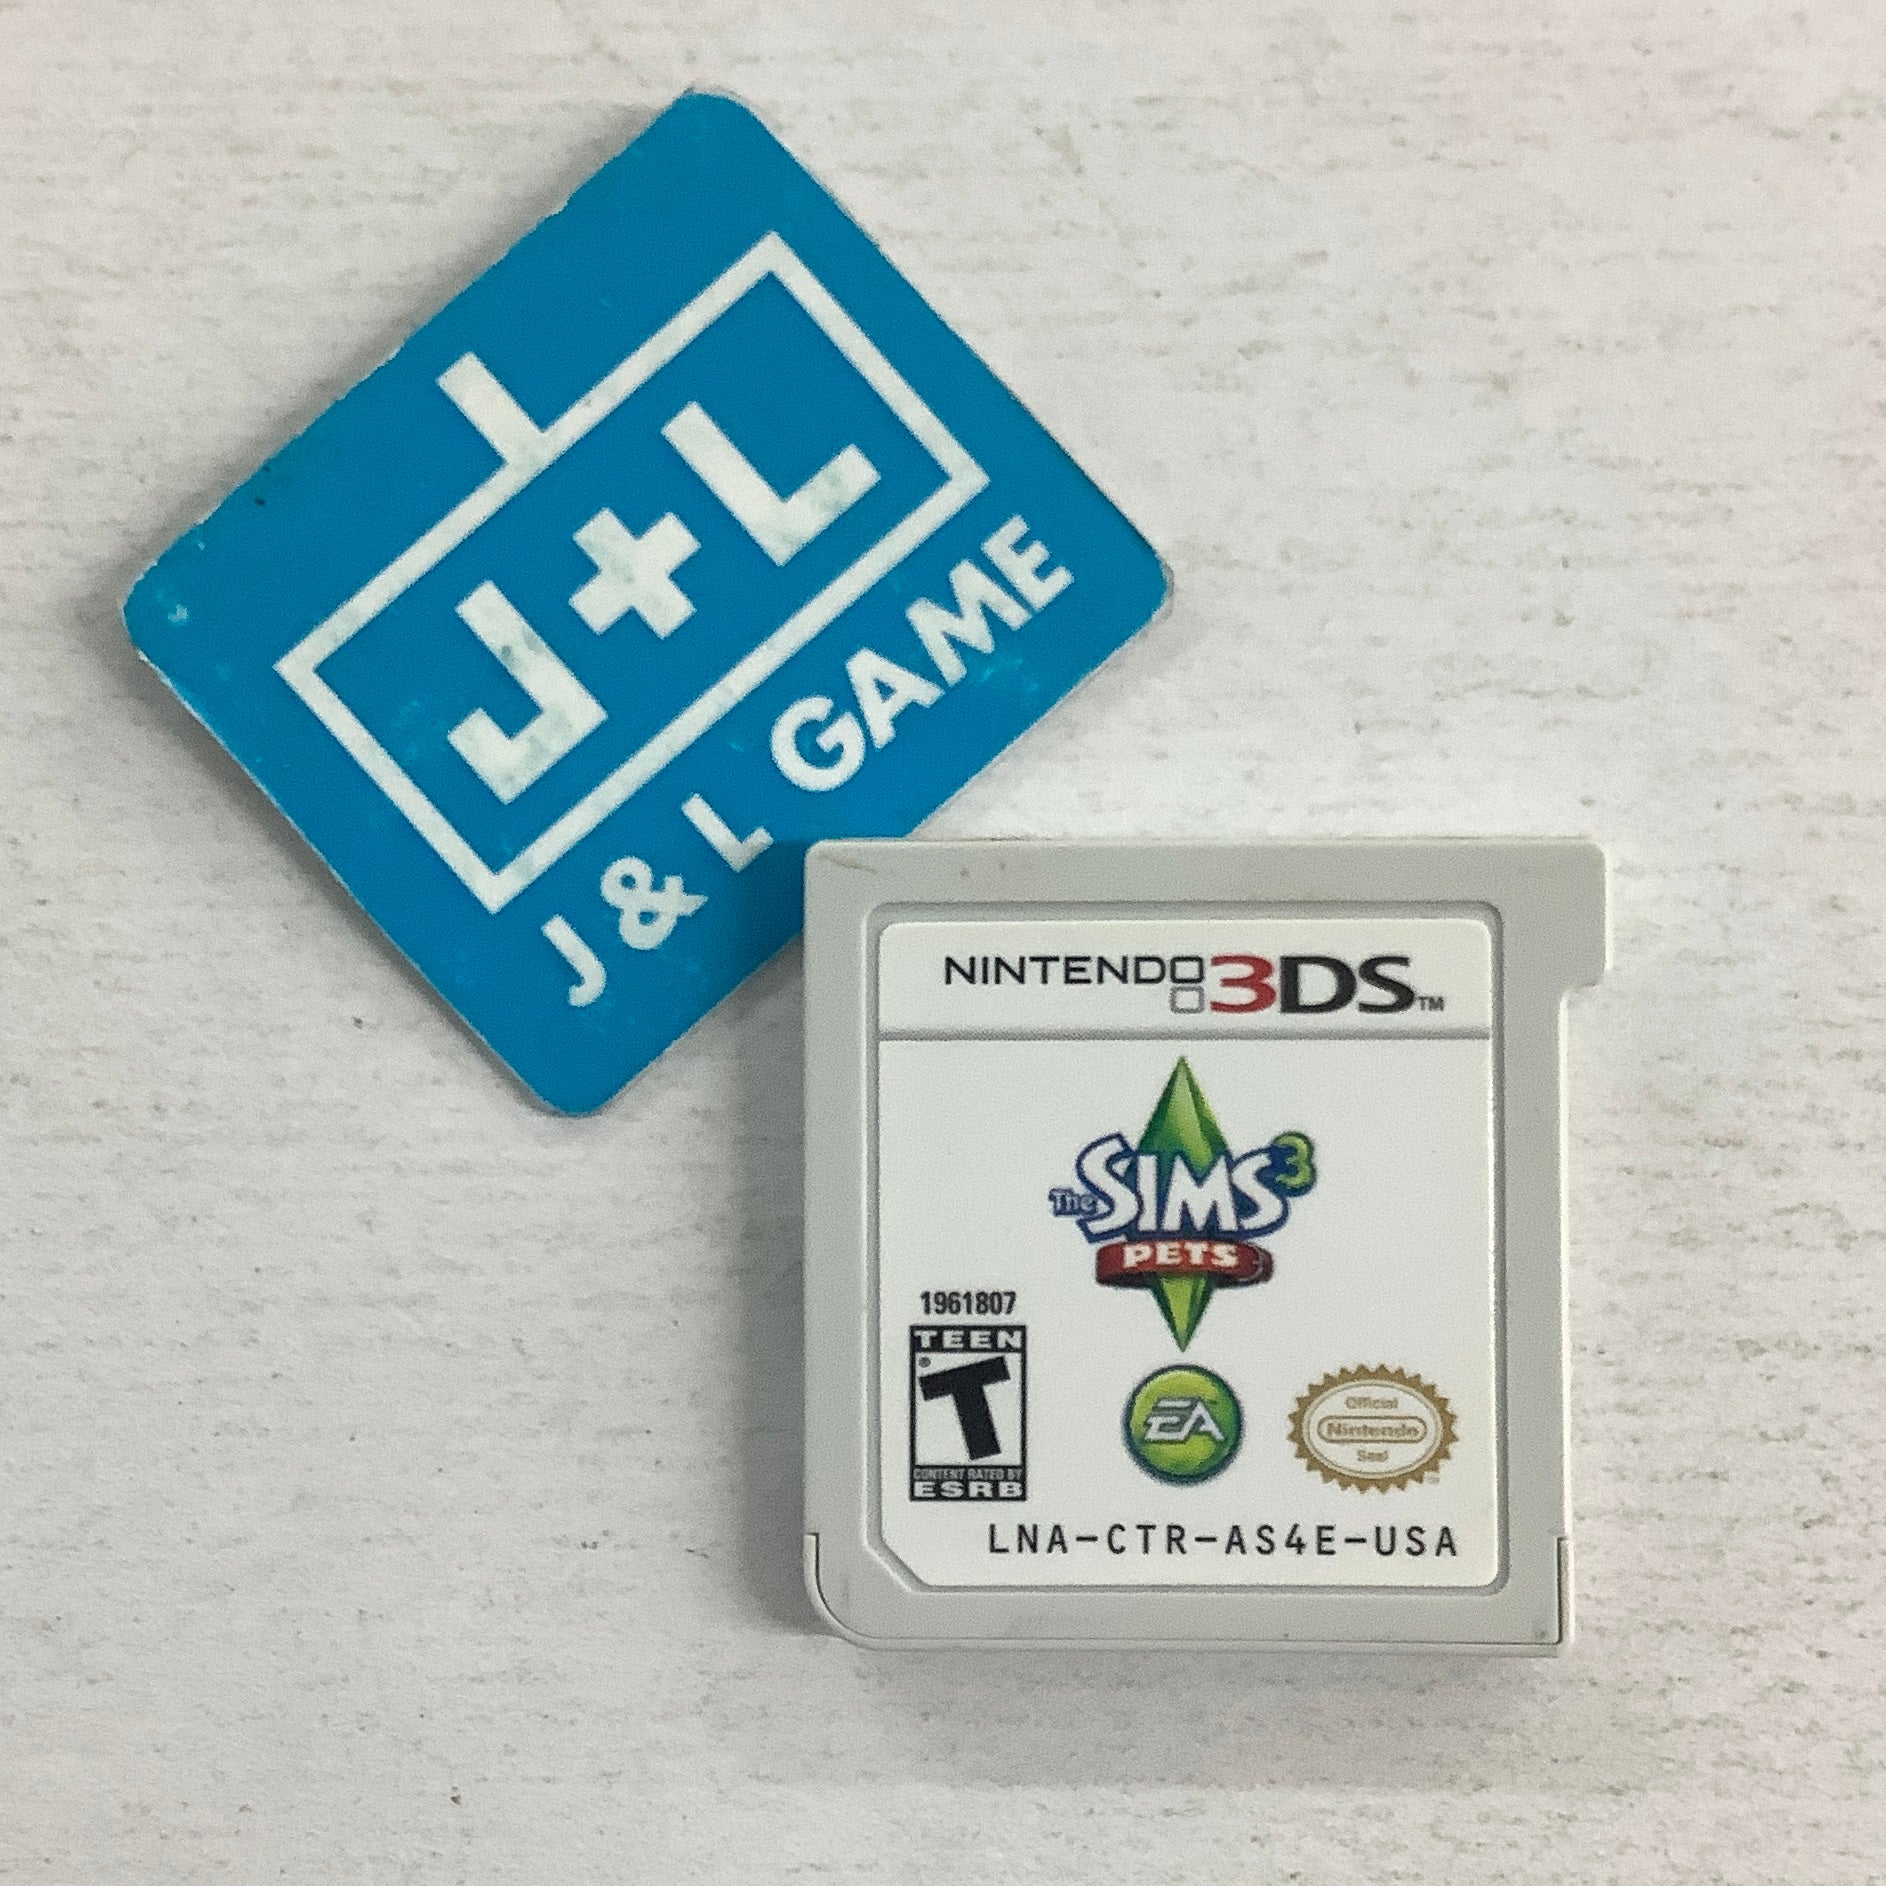 J+L
J & L GAME
NINTENDO 3DS™
The SIMS 3
PETS
1961807
TEEN
T
CONTENT RATED BY
ESRB
EA
Official
Nintendo
Seal
LNA-CTR-AS4E-USA